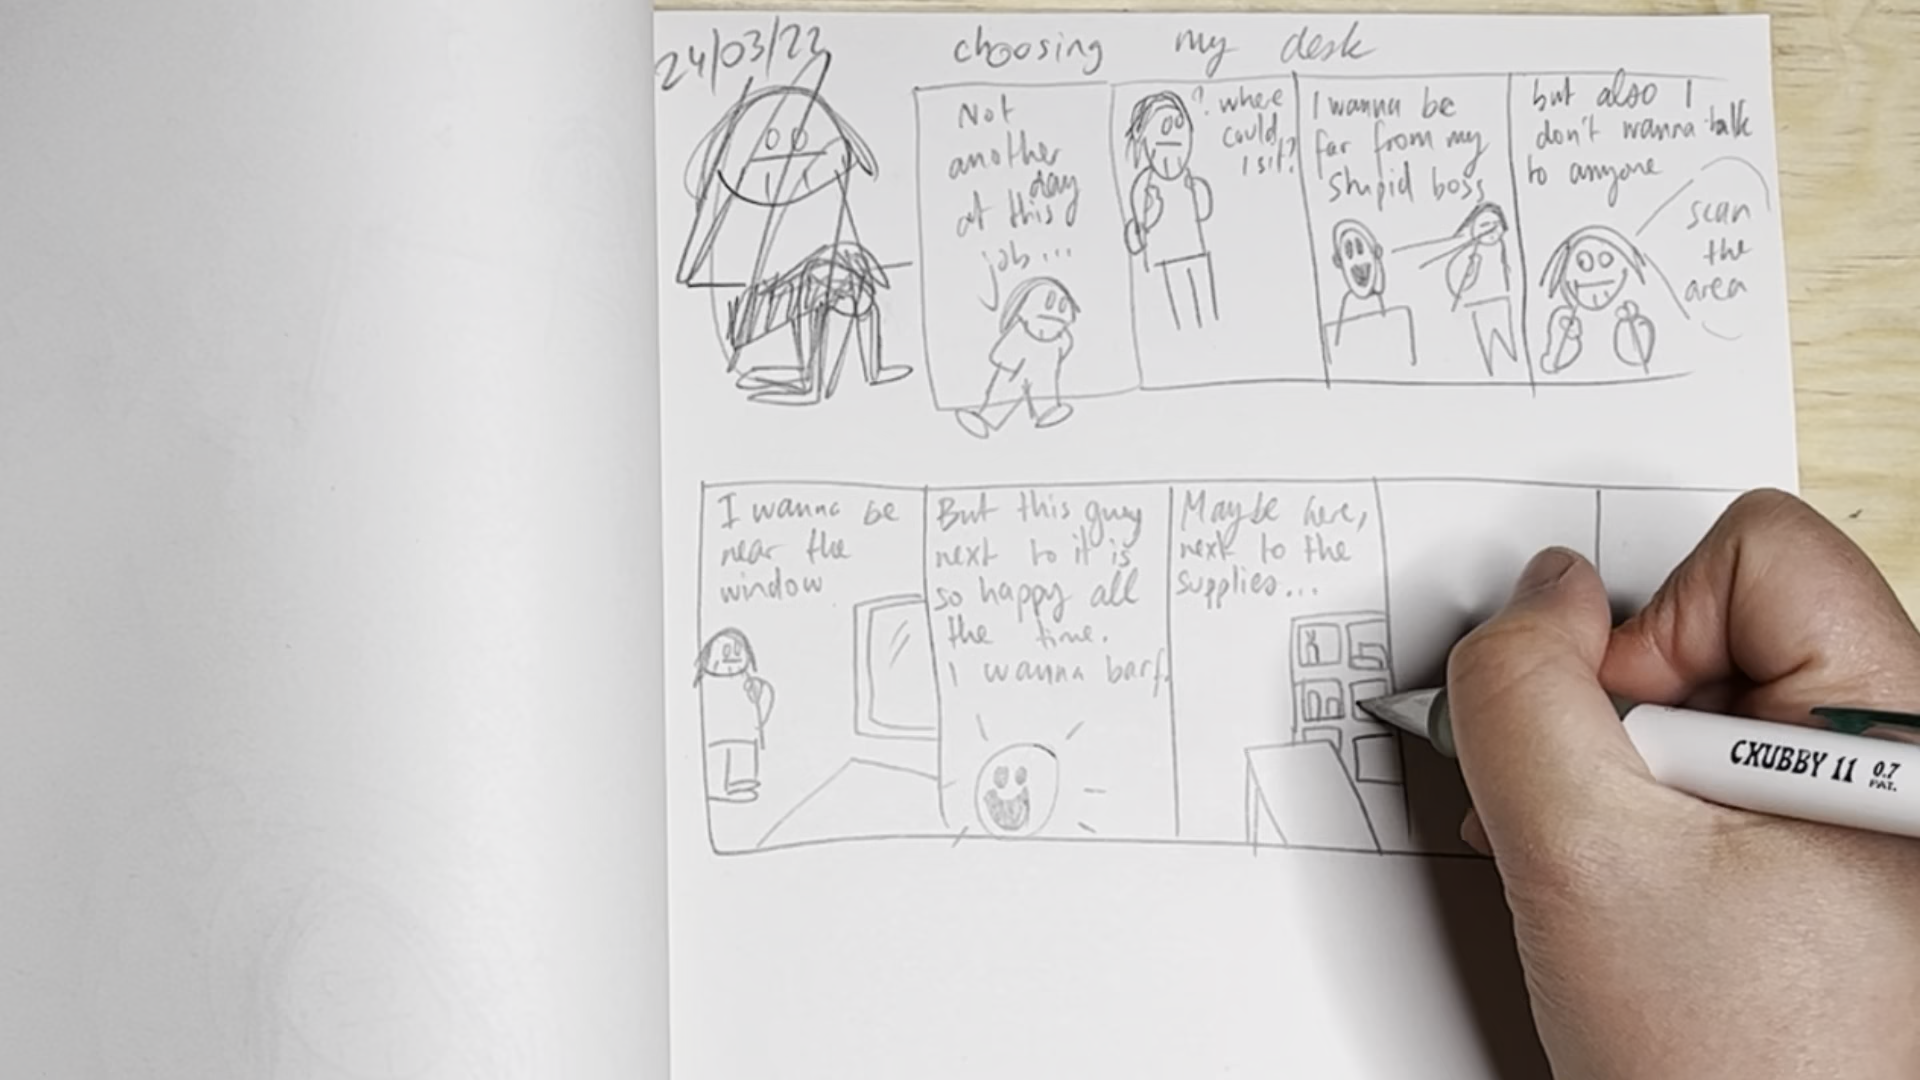 24/03/23
choosing my desk
Not
another
day
at this
job...
? where
could
I sit?
I wanna be
far from my
stupid boss
but also I
don't wanna talk
to anyone
scan
the
area
I wanna be
near the
window
But this guy
next to it is
so happy all
the time.
I wanna barf.
Maybe here,
next to the
supplies...
CHUBBY 11 0.7
PAT.